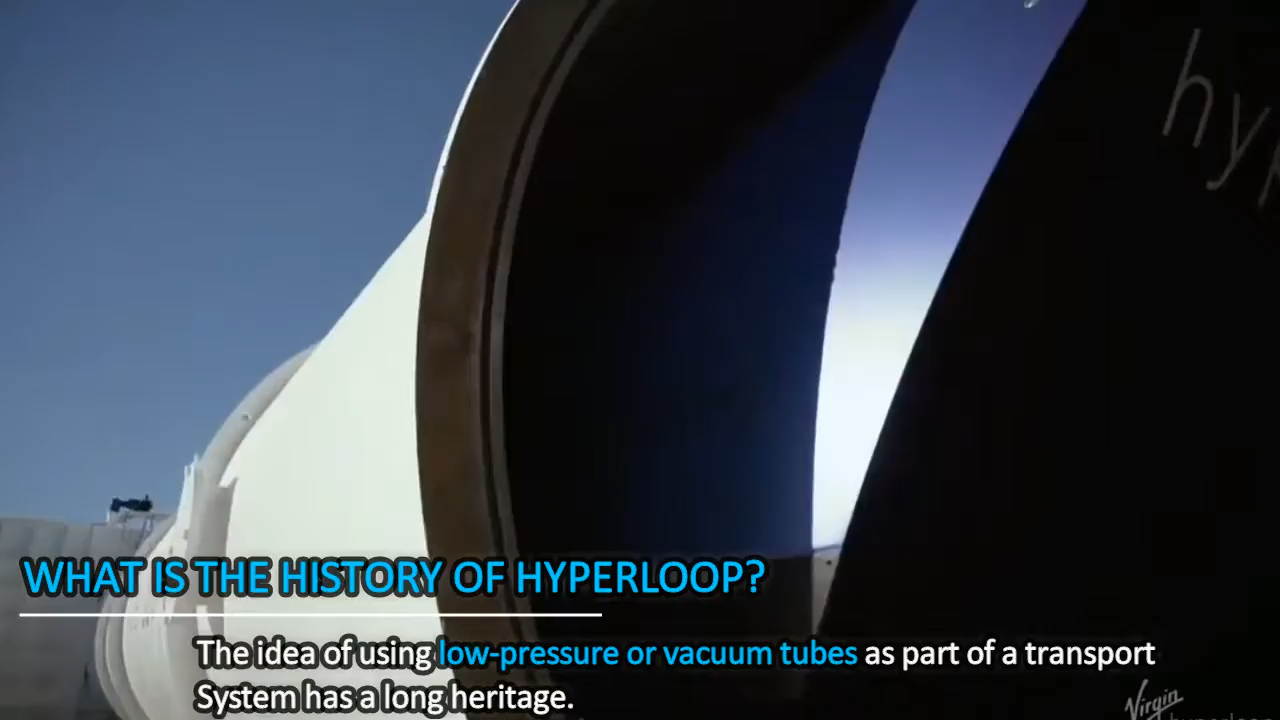 hyp
WHAT IS THE HISTORY OF HYPERLOOP?
The idea of using low-pressure or vacuum tubes as part of a transport
System has a long heritage.
Virgin